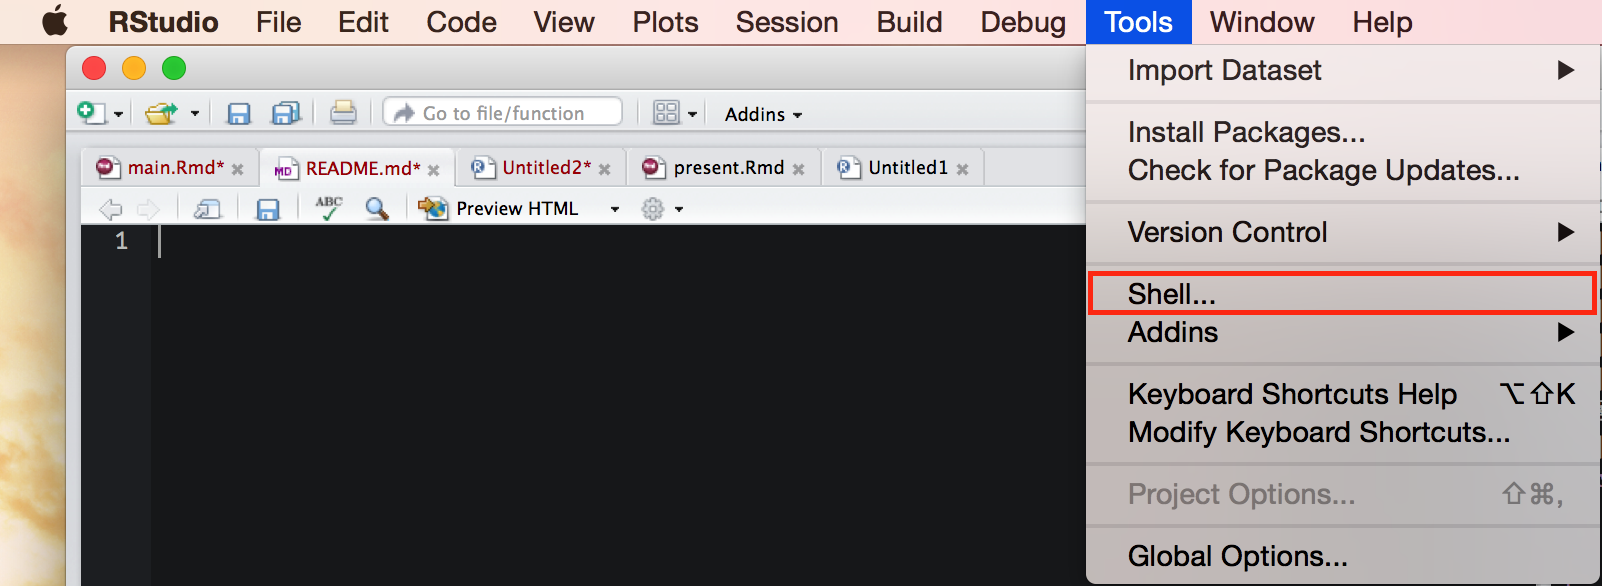 RStudio File Edit Code View Plots Session Build Debug Tools Window Help
Go to file/function Addins
main.Rmd* README.md* Untitled2* present.Rmd Untitled1
MD
ABC Preview HTML
1
Import Dataset
Install Packages...
Check for Package Updates...
Version Control
Shell...
Addins
Keyboard Shortcuts Help ⌥⇧K
Modify Keyboard Shortcuts...
Project Options... ⇧⌘,
Global Options...